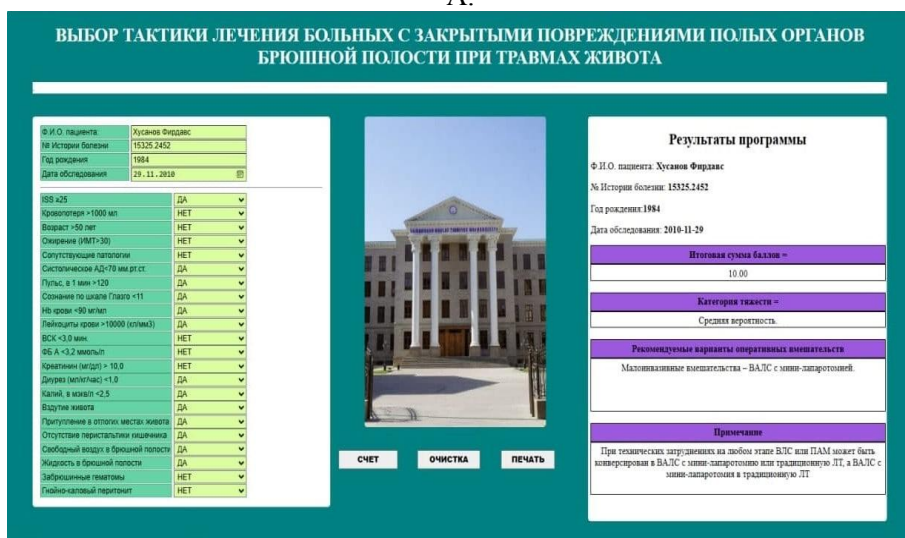 А.
ВЫБОР ТАКТИКИ ЛЕЧЕНИЯ БОЛЬНЫХ С ЗАКРЫТЫМИ ПОВРЕЖДЕНИЯМИ ПОЛЫХ ОРГАНОВ
БРЮШНОЙ ПОЛОСТИ ПРИ ТРАВМАХ ЖИВОТА
Ф.И.О. пациента: Хусанов Фирдавс
№ Истории болезни 15325.2452
Год рождения 1984
Дата обследования 29.11.2010
ISS ≥25 ДА
Кровопотеря >1000 мл НЕТ
Возраст >50 лет НЕТ
Ожирение (ИМТ>30) НЕТ
Сопутствующие патологии НЕТ
Систолическое АД<70 мм.рт.ст. ДА
Пульс, в 1 мин >120 ДА
Сознание по шкале Глазго <11 ДА
Hb крови <90 мг/мл ДА
Лейкоциты крови >10000 (кл/мм3) ДА
ВСК <3,0 мин. НЕТ
ФБ А <3,2 ммоль/л НЕТ
Креатинин (мг/дл) > 10,0 НЕТ
Диурез (мл/кг/час) <1,0 ДА
Калий, в мэкв/л <2,5 ДА
Вздутие живота ДА
Притупление в отлогих местах живота ДА
Отсутствие перистальтики кишечника ДА
Свободный воздух в брюшной полости ДА
Жидкость в брюшной полости ДА
Забрюшинные гематомы НЕТ
Гнойно-каловый перитонит НЕТ
СЧЕТ ОЧИСТКА ПЕЧАТЬ
Результаты программы
Ф.И.О. пациента: Хусанов Фирдавс
№ Истории болезни: 15325.2452
Год рождения:1984
Дата обследования: 2010-11-29
Итоговая сумма баллов =
10.00
Категория тяжести =
Средняя вероятность.
Рекомендуемые варианты оперативных вмешательств
Малоинвазивные вмешательства – ВАЛС с мини-лапаротомией.
Примечание
При технических затруднениях на любом этапе ВЛС или ПАМ может быть
конверсирован в ВАЛС с мини-лапаротомию или традиционную ЛТ, а ВАЛС с
мини-лапаротомия в традиционную ЛТ